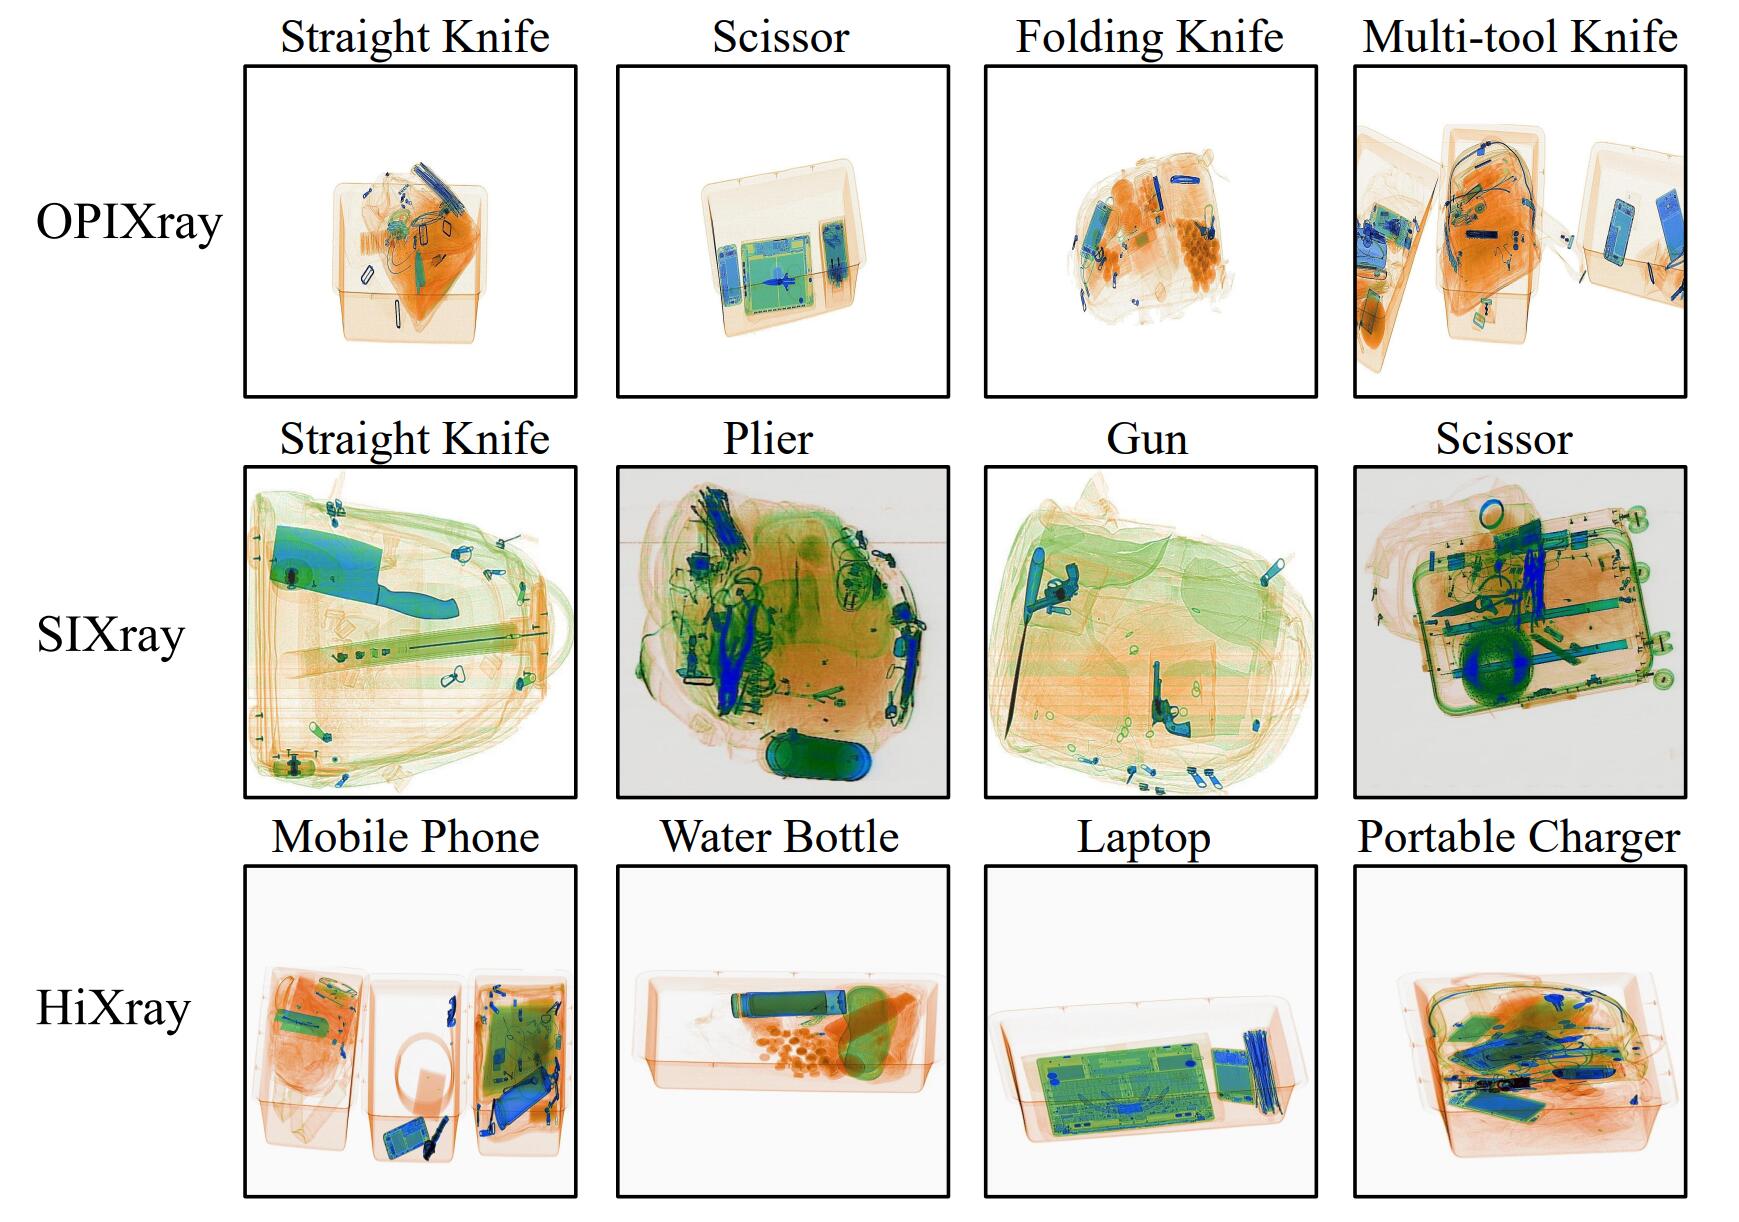 Straight Knife Scissor Folding Knife Multi-tool Knife
OPIXray
Straight Knife Plier Gun Scissor
SIXray
Mobile Phone Water Bottle Laptop Portable Charger
HiXray